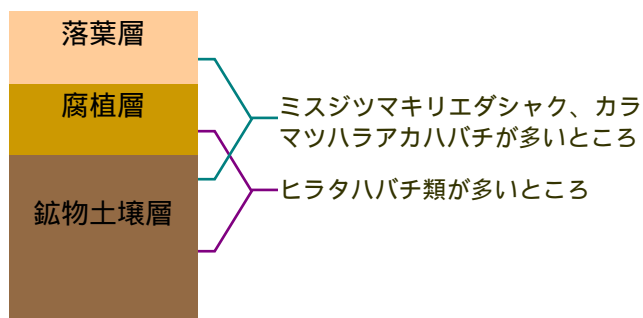 落葉層
腐植層
鉱物土壌層
ミスジツマキリエダシャク、カラ
マツハラアカハバチが多いところ
ヒラタハバチ類が多いところ